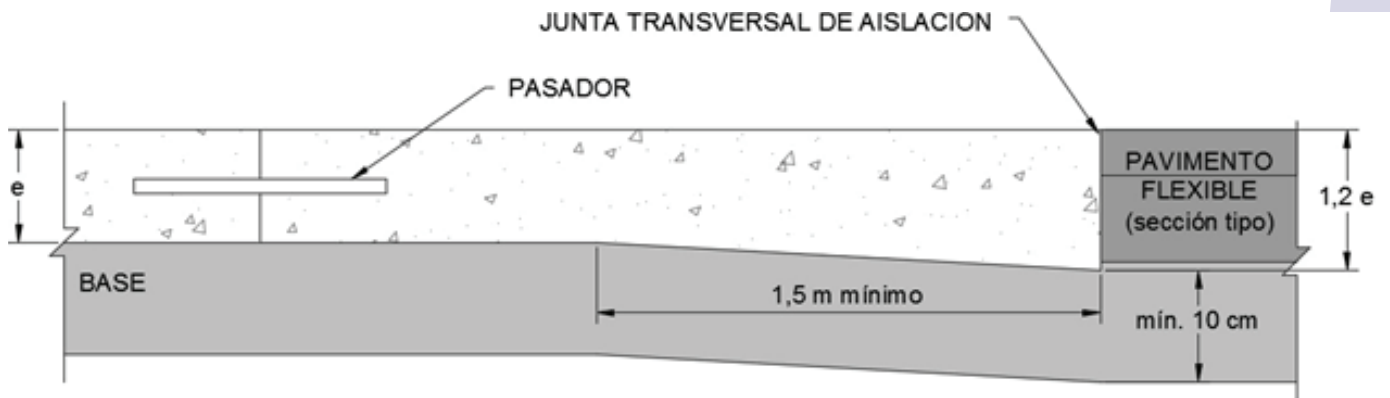 JUNTA TRANSVERSAL DE AISLACION
PASADOR
e
PAVIMENTO
FLEXIBLE
(sección tipo)
1,2 e
BASE
1,5 m mínimo
mín. 10 cm